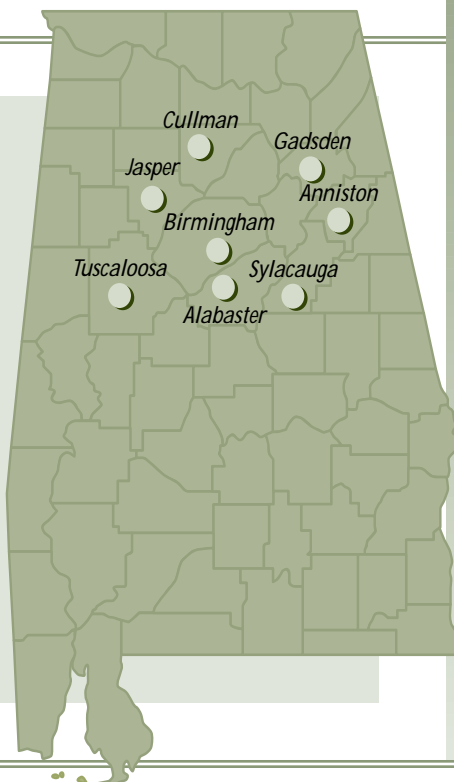 Cullman
Gadsden
Jasper
Anniston
Birmingham
Tuscaloosa
Sylacauga
Alabaster